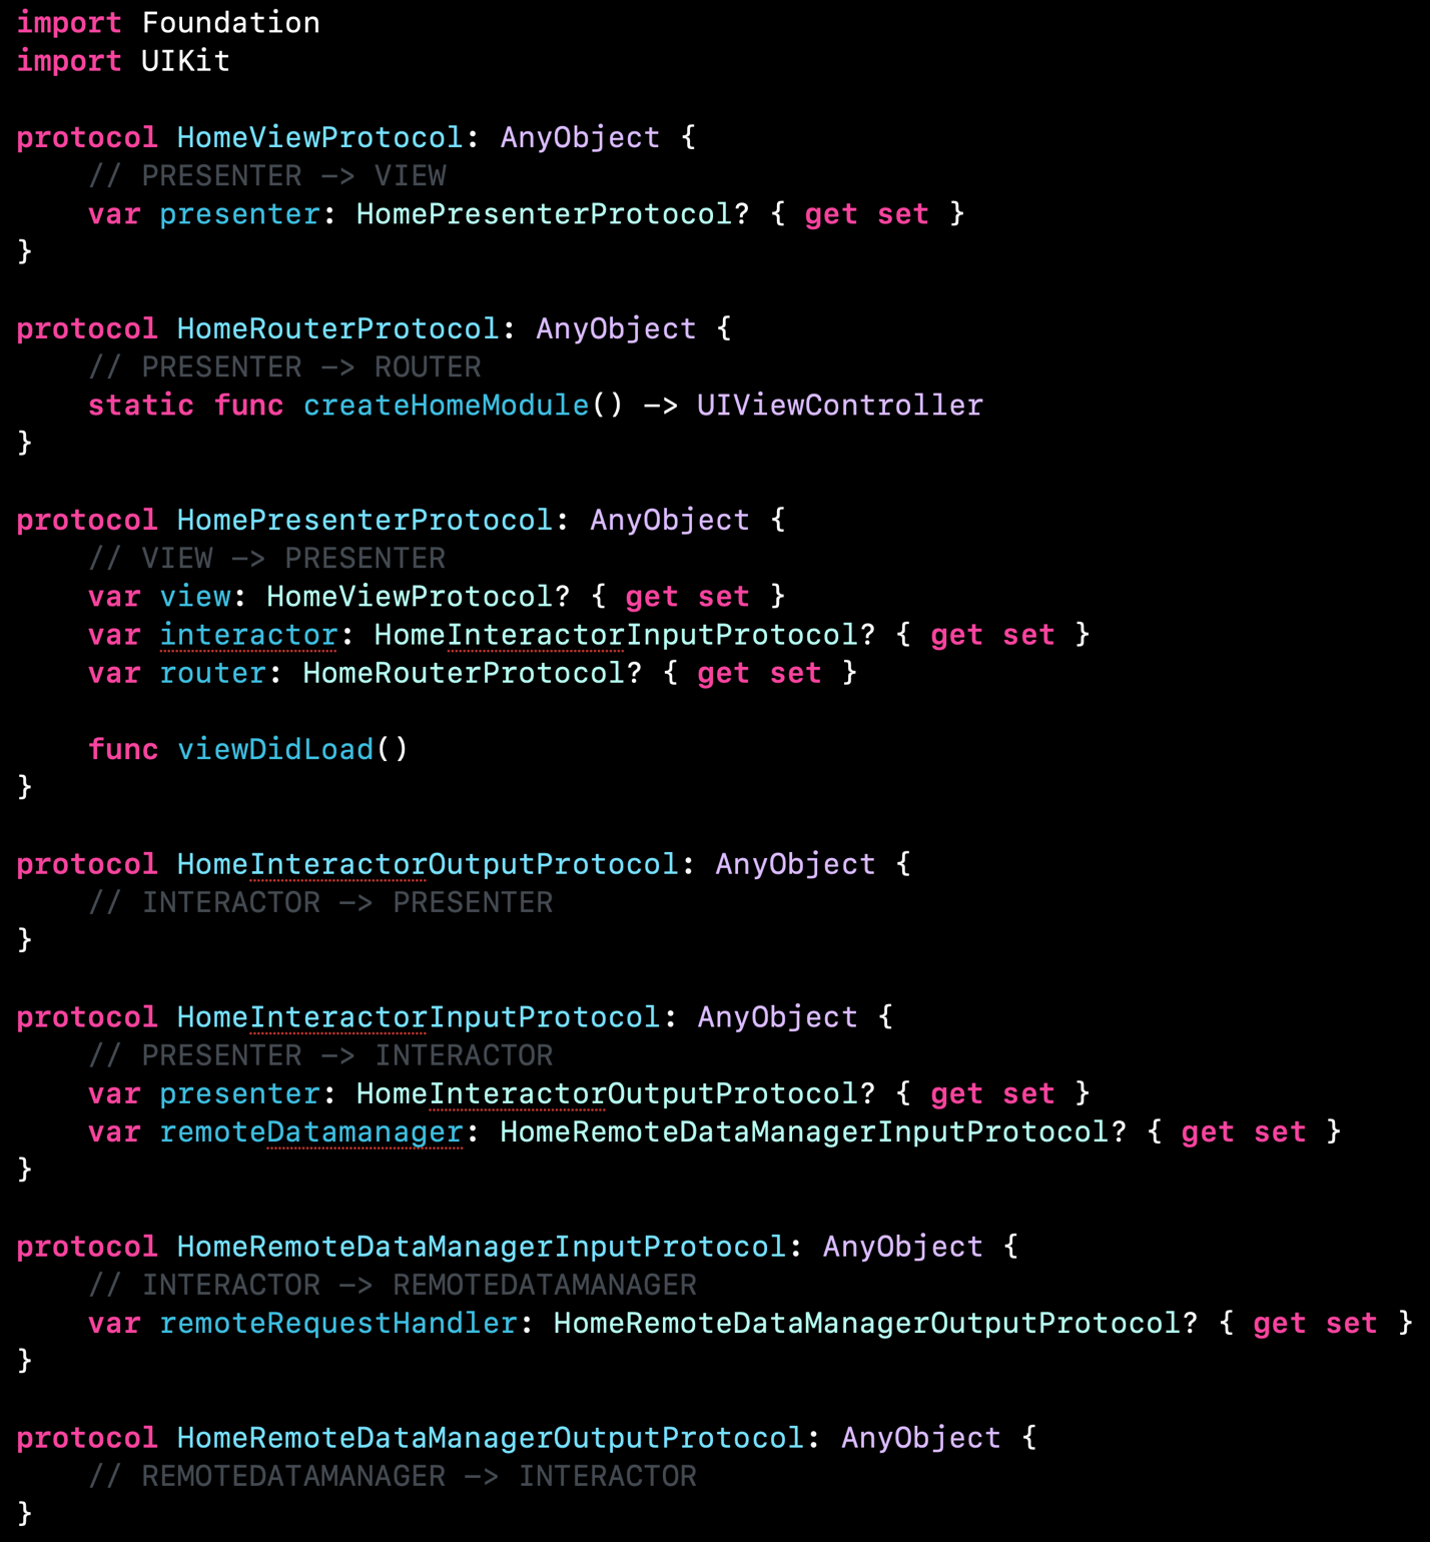 import Foundation
import UIKit

protocol HomeViewProtocol: AnyObject {
    // PRESENTER -> VIEW
    var presenter: HomePresenterProtocol? { get set }
}

protocol HomeRouterProtocol: AnyObject {
    // PRESENTER -> ROUTER
    static func createHomeModule() -> UIViewController
}

protocol HomePresenterProtocol: AnyObject {
    // VIEW -> PRESENTER
    var view: HomeViewProtocol? { get set }
    var interactor: HomeInteractorInputProtocol? { get set }
    var router: HomeRouterProtocol? { get set }

    func viewDidLoad()
}

protocol HomeInteractorOutputProtocol: AnyObject {
    // INTERACTOR -> PRESENTER
}

protocol HomeInteractorInputProtocol: AnyObject {
    // PRESENTER -> INTERACTOR
    var presenter: HomeInteractorOutputProtocol? { get set }
    var remoteDatamanager: HomeRemoteDataManagerInputProtocol? { get set }
}

protocol HomeRemoteDataManagerInputProtocol: AnyObject {
    // INTERACTOR -> REMOTEDATAMANAGER
    var remoteRequestHandler: HomeRemoteDataManagerOutputProtocol? { get set }
}

protocol HomeRemoteDataManagerOutputProtocol: AnyObject {
    // REMOTEDATAMANAGER -> INTERACTOR
}